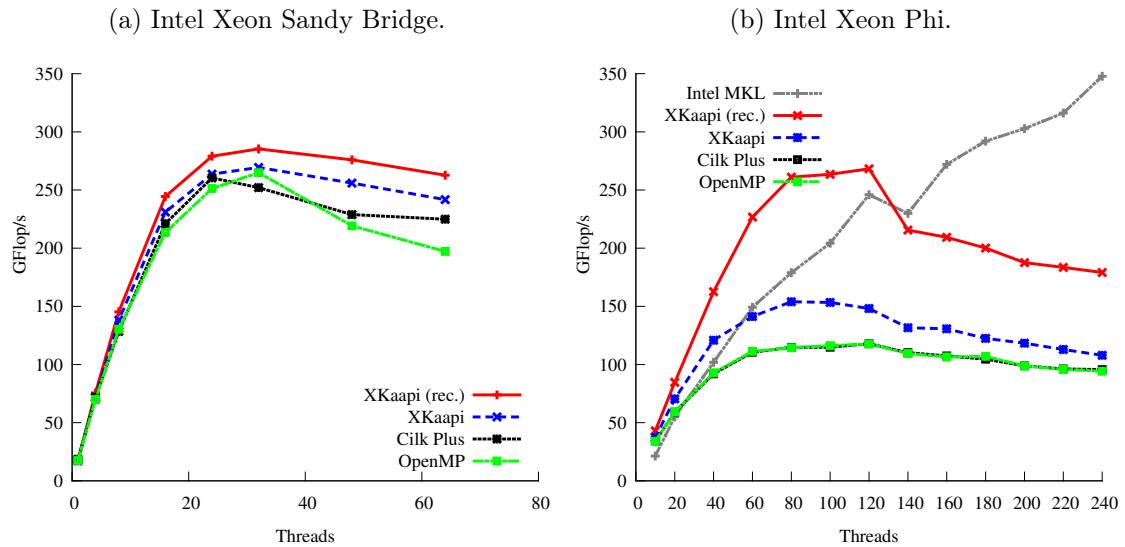 (a) Intel Xeon Sandy Bridge.
350
300
250
200
150
100
50
0
GFlop/s
XKaapi (rec.)
XKaapi
Cilk Plus
OpenMP
0 20 40 60 80
Threads
(b) Intel Xeon Phi.
350
300
250
200
150
100
50
0
GFlop/s
Intel MKL
XKaapi (rec.)
XKaapi
Cilk Plus
OpenMP
0 20 40 60 80 100 120 140 160 180 200 220 240
Threads